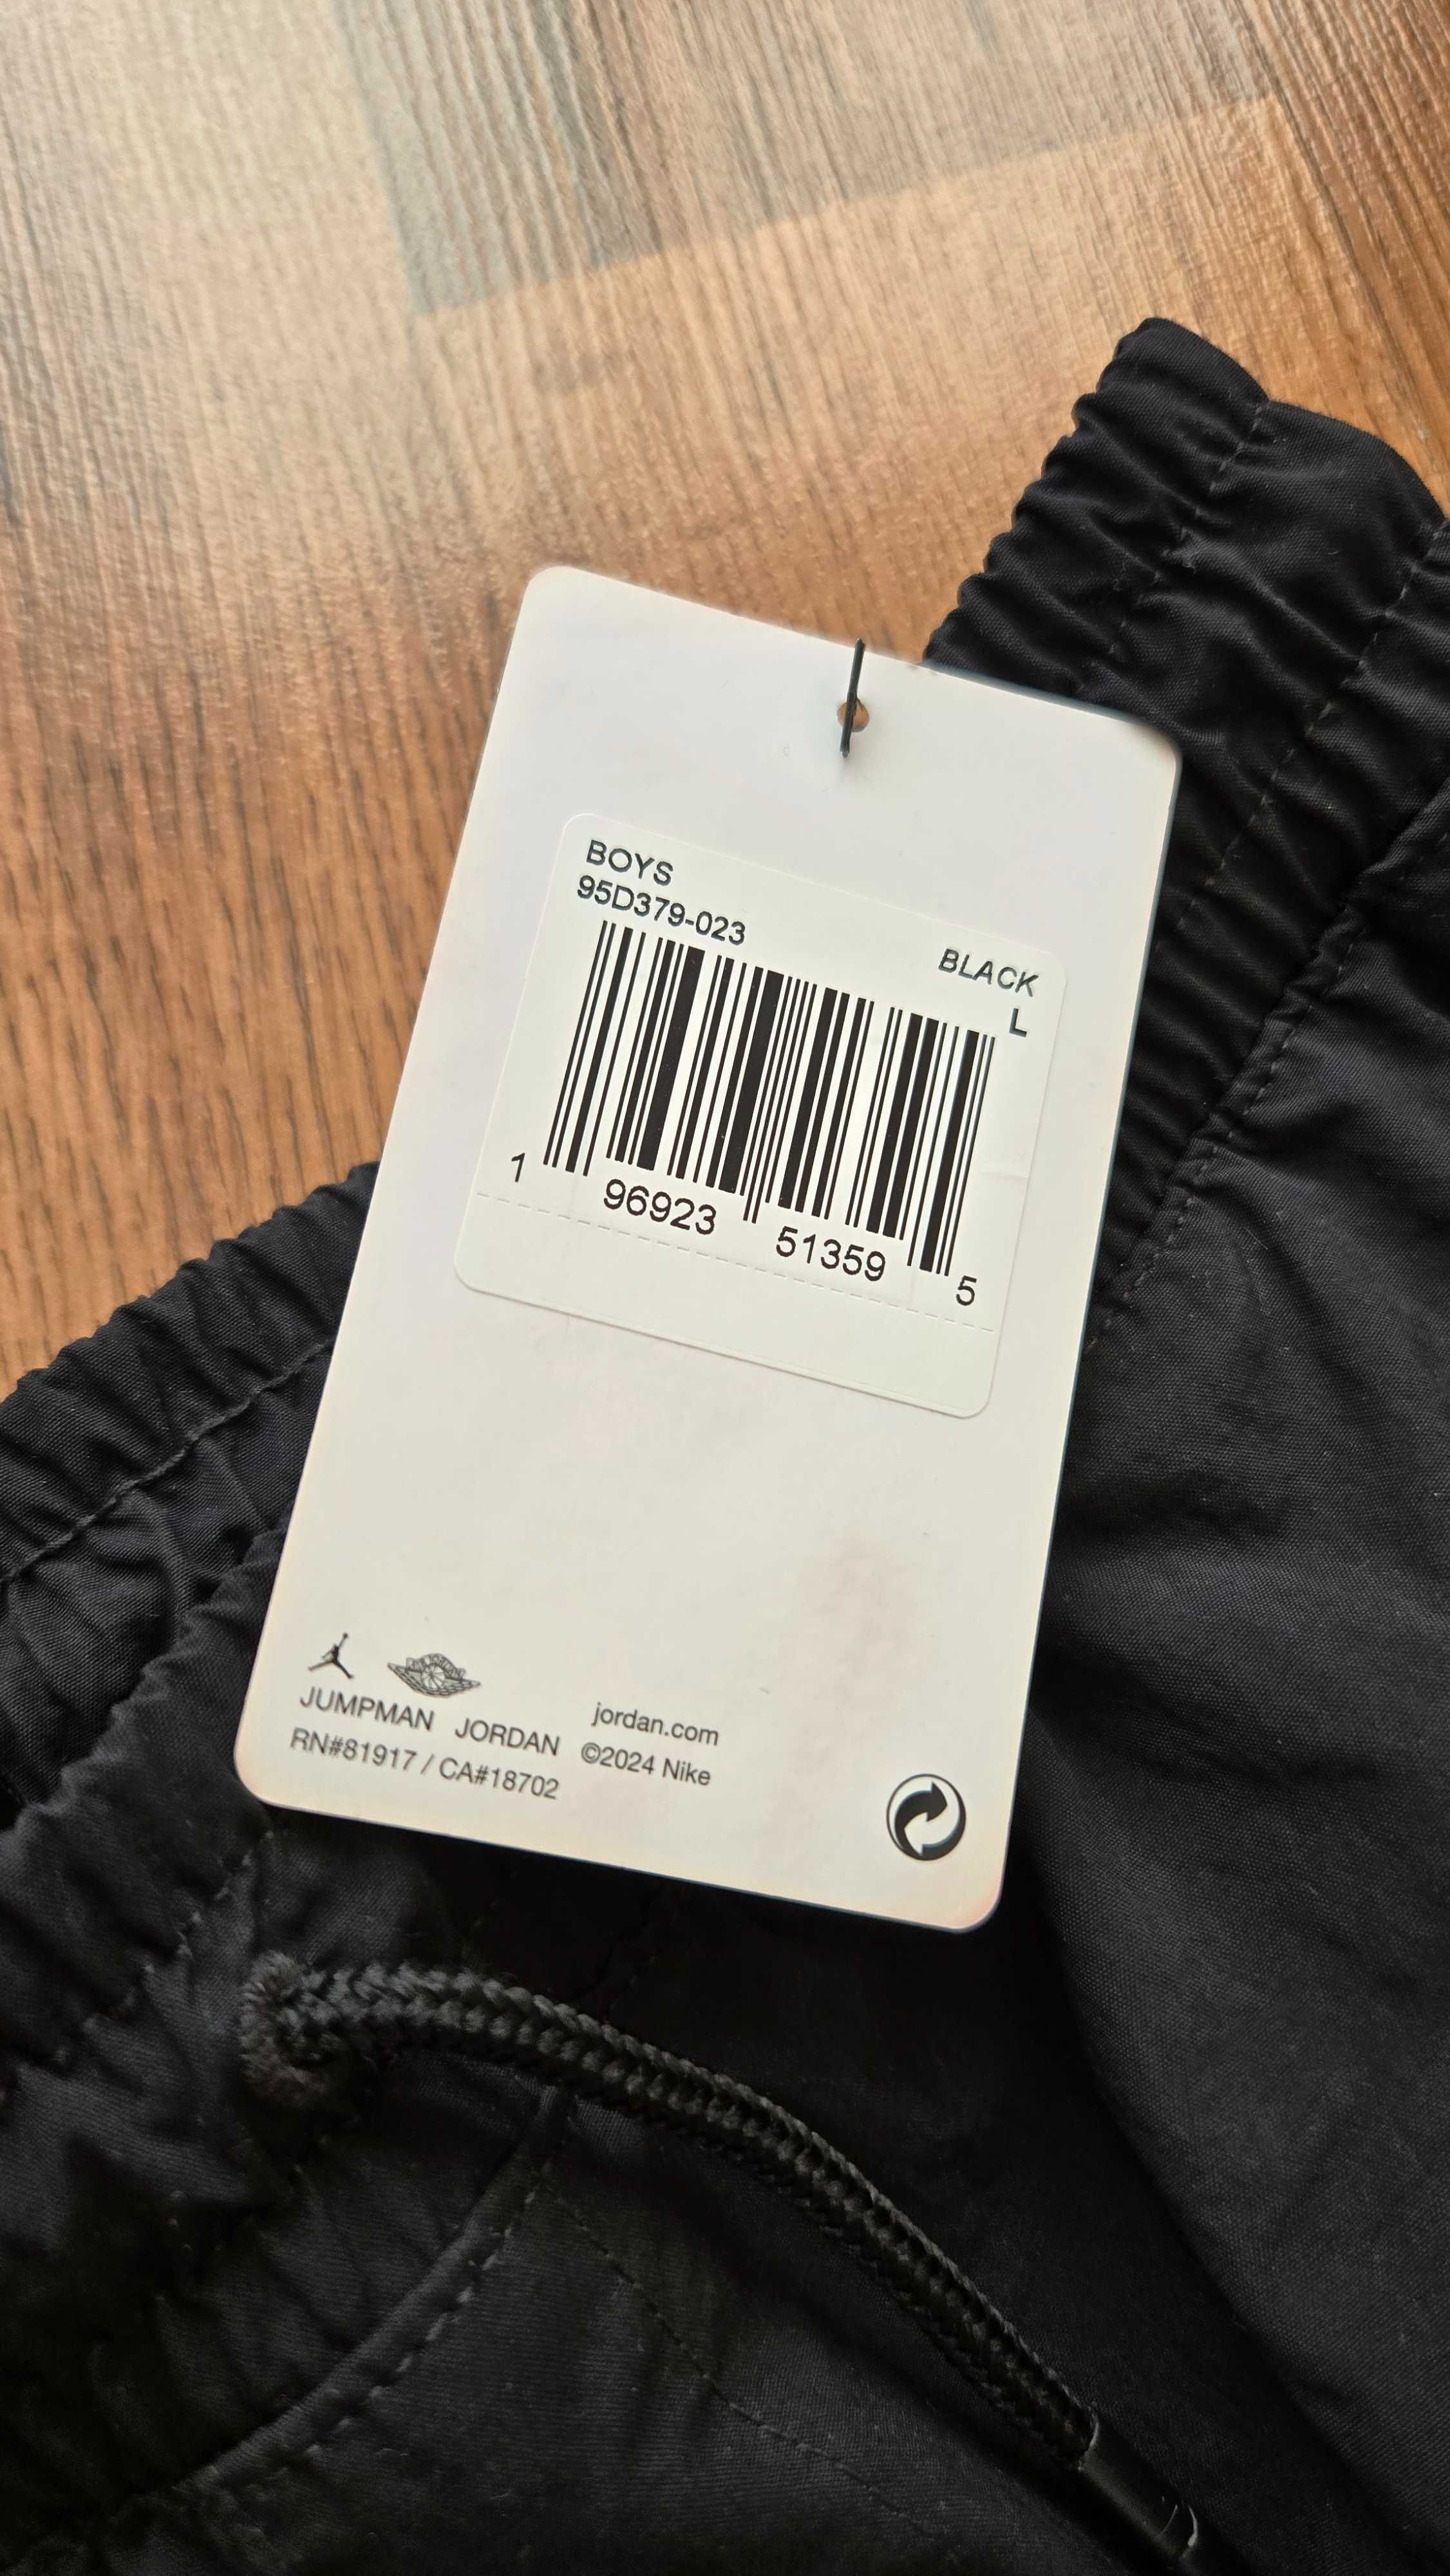 BOYS
95D379-023
BLACK
L
1 96923 51359 5
JUMPMAN JORDAN
RN#81917 / CA#18702
jordan.com
©2024 Nike